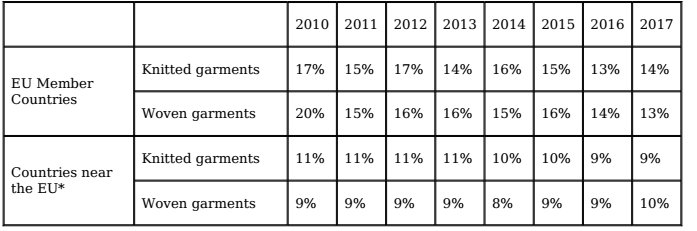 2010 2011 2012 2013 2014 2015 2016 2017
EU Member
Countries
Knitted garments 17% 15% 17% 14% 16% 15% 13% 14%
Woven garments 20% 15% 16% 16% 15% 16% 14% 13%
Countries near
the EU*
Knitted garments 11% 11% 11% 11% 10% 10% 9% 9%
Woven garments 9% 9% 9% 9% 8% 9% 9% 10%